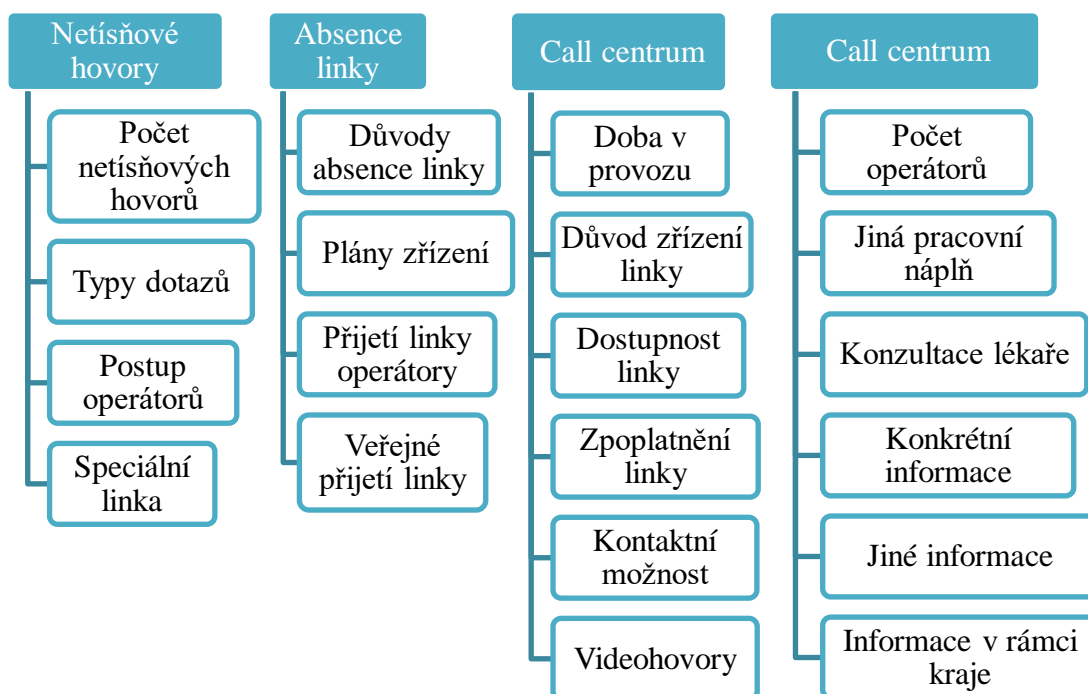 Netísňové
hovory
Počet
netísňových
hovorů
Typy dotazů
Postup
operátorů
Speciální
linka
Absence
linky
Důvody
absence linky
Plány zřízení
Přijetí linky
operátory
Veřejné
přijetí linky
Call centrum
Doba v
provozu
Důvod zřízení
linky
Dostupnost
linky
Zpoplatnění
linky
Kontaktní
možnost
Videohovory
Call centrum
Počet
operátorů
Jiná pracovní
náplň
Konzultace lékaře
Konkrétní
informace
Jiné informace
Informace v rámci
kraje